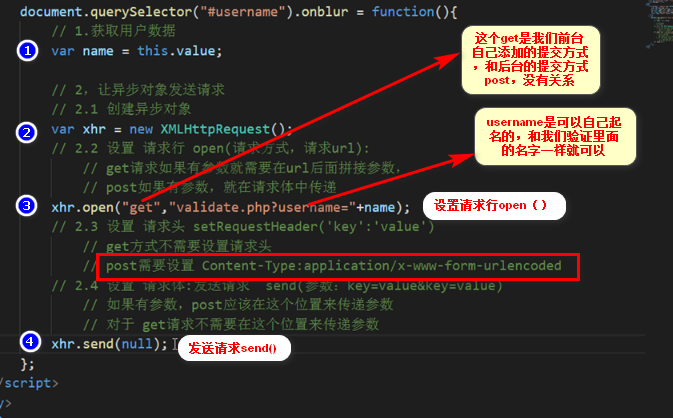 document.querySelector("#username").onblur = function(){
// 1.获取用户数据
1 var name = this.value;
// 2, 让异步对象发送请求
// 2.1 创建异步对象
2 var xhr = new XMLHttpRequest();
// 2.2 设置 请求行 open(请求方式, 请求url):
// get请求如果有参数就需要在url后面拼接参数,
// post如果有参数, 就在请求体中传递
3 xhr.open("get","validate.php?username="+name);
// 2.3 设置 请求头 setRequestHeader('key':'value')
// get方式不需要设置请求头
// post需要设置 Content-Type:application/x-www-form-urlencoded
// 2.4 设置 请求体:发送请求 send(参数: key=value&key=value)
// 如果有参数, post应该在这个位置来传递参数
// 对于 get请求不需要在这个位置来传递参数
4 xhr.send(null);
};
/script>
y>
这个get是我们前台
自己添加的提交方式
，和后台的提交方式
post，没有关系
username是可以自己起
名的，和我们验证里面
的名字一样就可以
设置请求行open（）
发送请求send()